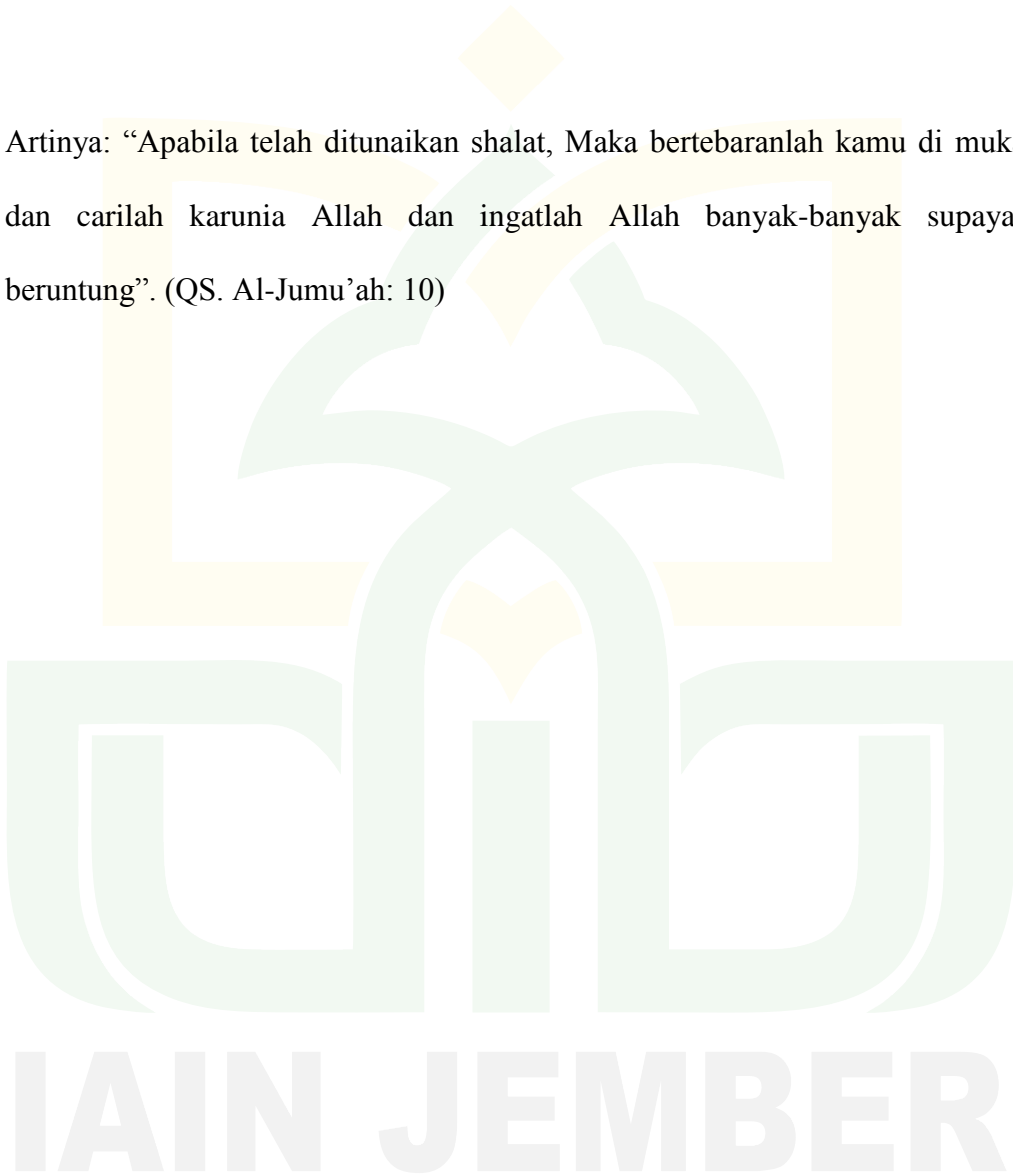 Artinya: “Apabila telah ditunaikan shalat, Maka bertebaranlah kamu di muk
dan carilah karunia Allah dan ingatlah Allah banyak-banyak supaya
beruntung”. (QS. Al-Jumu’ah: 10)
IAIN JEMBER